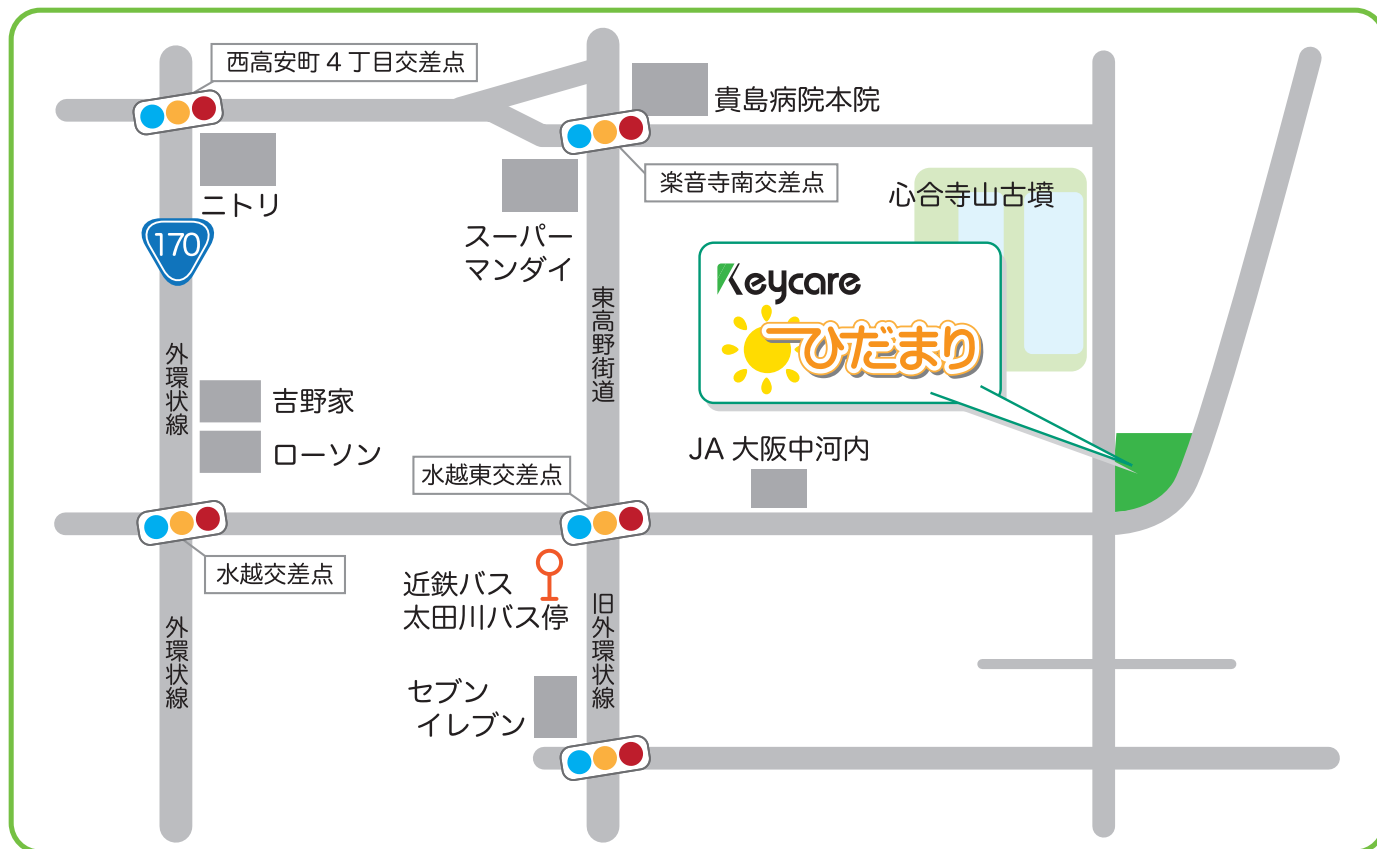 西高安町4丁目交差点
貴島病院本院
楽音寺南交差点
ニトリ
スーパー
マンダイ
心合寺山古墳
170
Keycare
ひだまり
東高野街道
外環状線
吉野家
ローソン
JA 大阪中河内
水越東交差点
水越交差点
近鉄バス
太田川バス停
旧外環状線
外環状線
セブン
イレブン